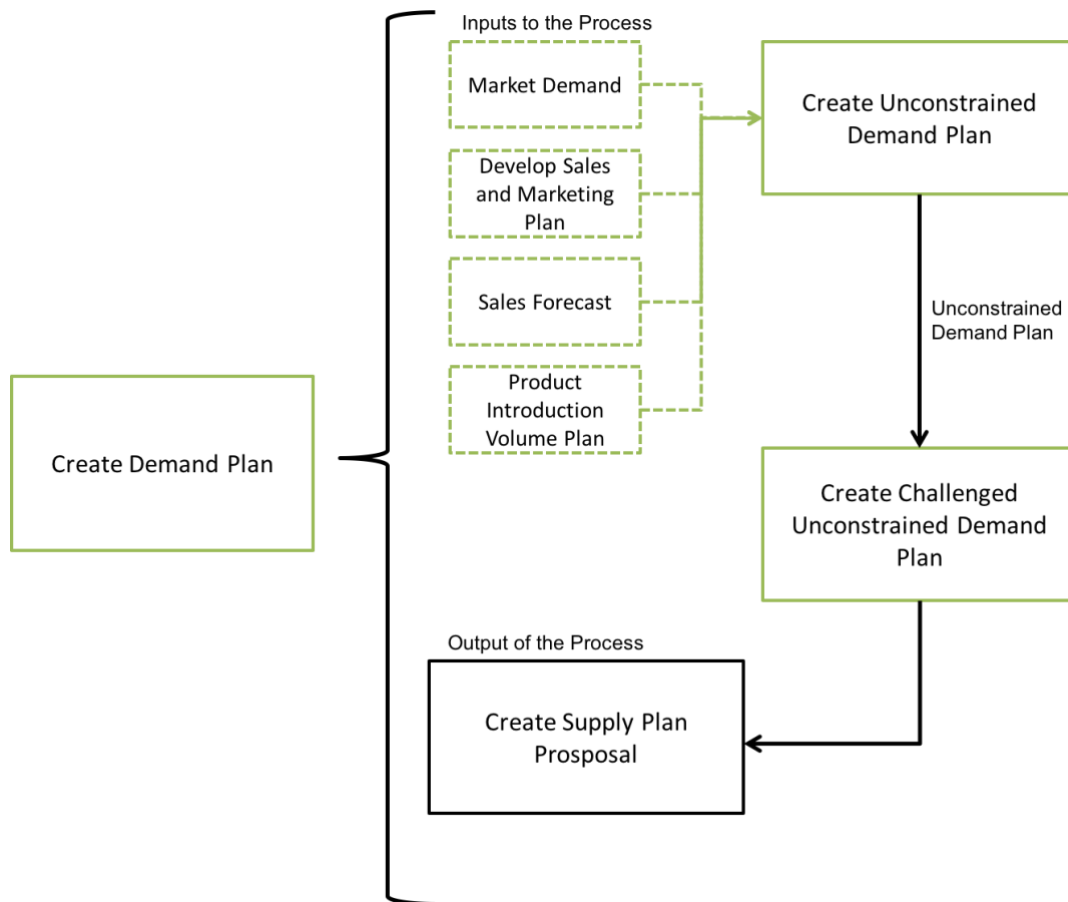 Inputs to the Process
Market Demand
Develop Sales
and Marketing
Plan
Sales Forecast
Product
Introduction
Volume Plan
Create Unconstrained
Demand Plan
Unconstrained
Demand Plan
Create Demand Plan
Create Challenged
Unconstrained Demand
Plan
Output of the Process
Create Supply Plan
Prosposal